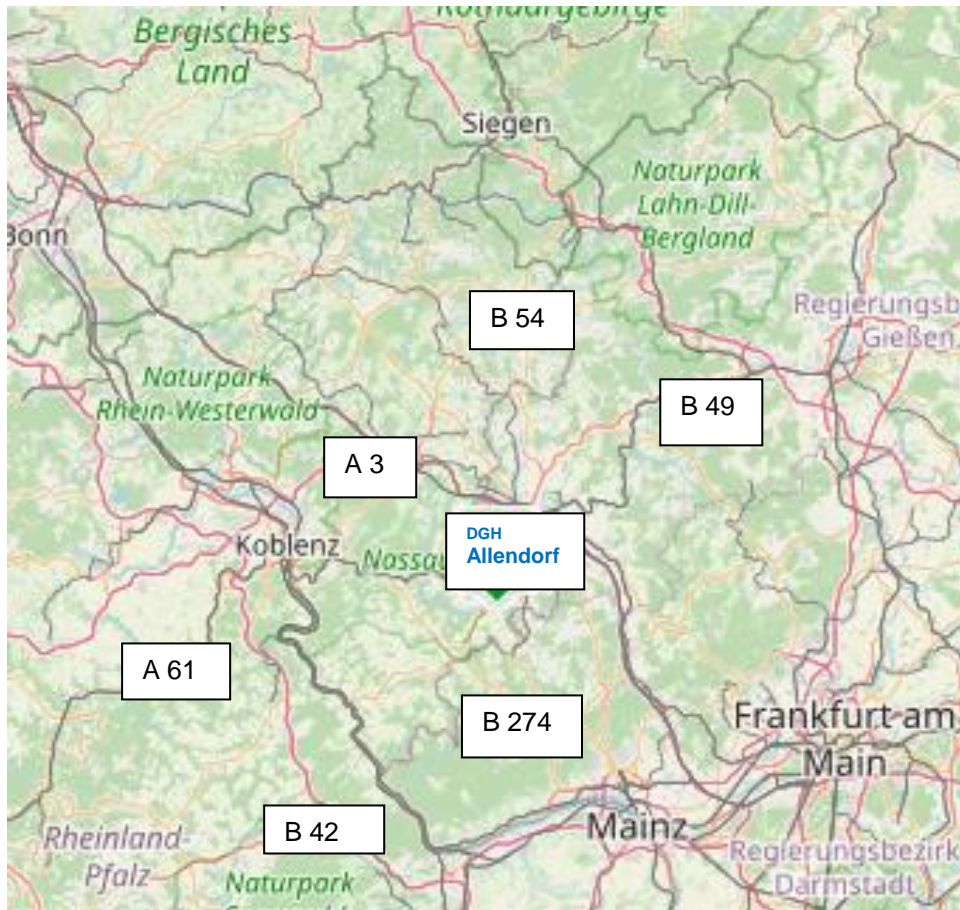 Rothaargebirge
Bergisches
Land
Siegen
Naturpark
Lahn-Dill-
Bergland
Bonn
B 54
Regierungsb
Gießen
Naturpark
Rhein-Westerwald
B 49
A 3
DGH
Allendorf
Koblenz
Nassau
A 61
B 274
Frankfurt am
Main
B 42
Mainz
Rheinland-
Pfalz
Regierungsbezirk
Darmstadt
Naturpark